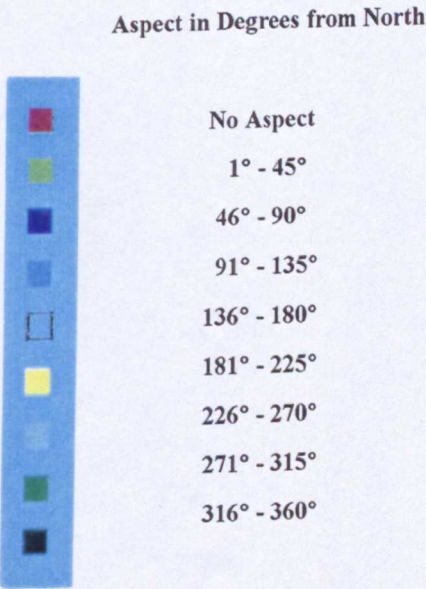 Aspect in Degrees from North
No Aspect
1° - 45°
46° - 90°
91° - 135°
136° - 180°
181° - 225°
226° - 270°
271° - 315°
316° - 360°